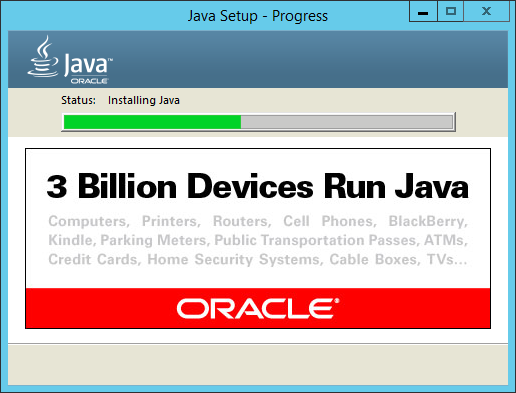 Java Setup - Progress
Java™
ORACLE
Status: Installing Java
3 Billion Devices Run Java
Computers, Printers, Routers, Cell Phones, BlackBerry,
Kindle, Parking Meters, Public Transportation Passes, ATMs,
Credit Cards, Home Security Systems, Cable Boxes, TVs...
ORACLE®